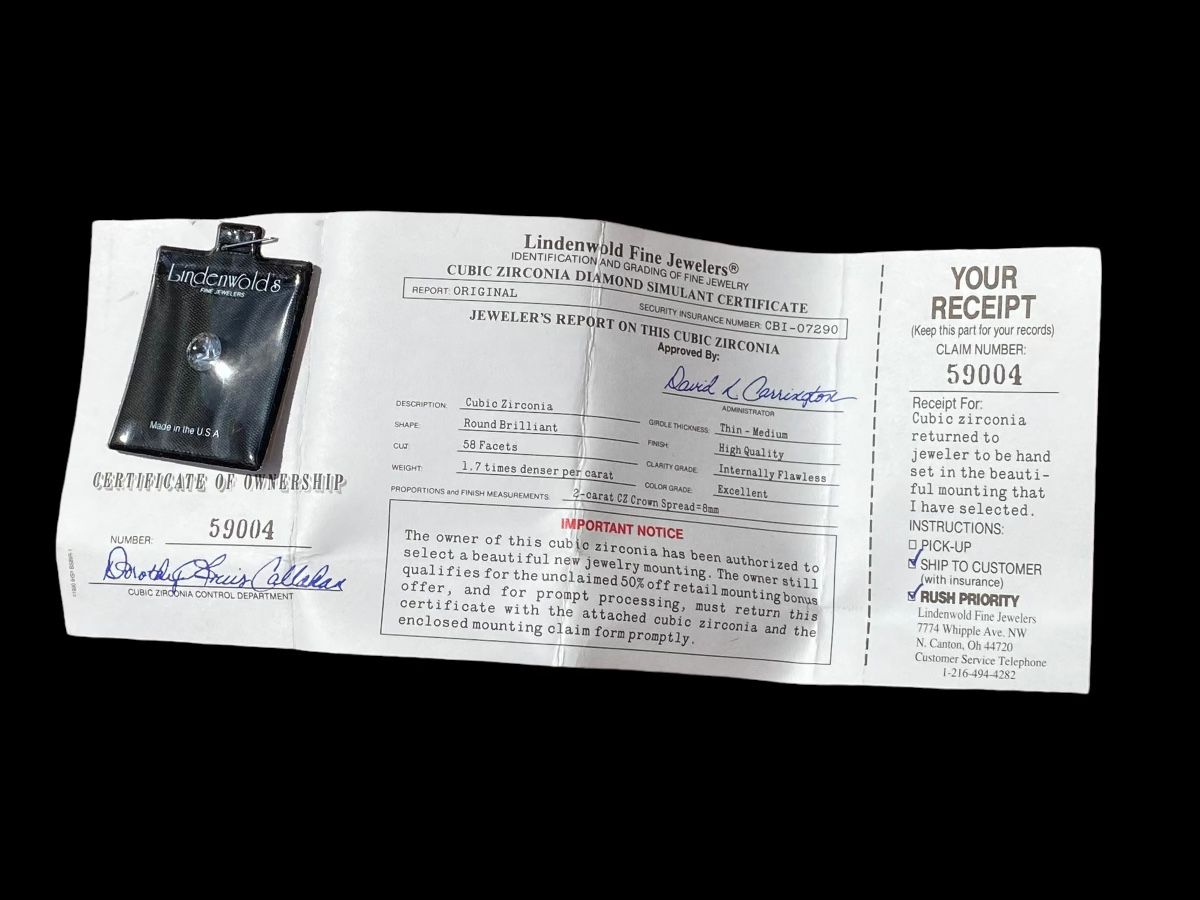 Lindenwold's
FINE JEWELERS
Made in the U S A
CERTIFICATE OF OWNERSHIP
NUMBER: 59004
Dorothy Callahan
CUBIC ZIRCONIA CONTROL DEPARTMENT
Lindenwold Fine Jewelers®
IDENTIFICATION AND GRADING OF FINE JEWELRY
CUBIC ZIRCONIA DIAMOND SIMULANT CERTIFICATE
REPORT: ORIGINAL SECURITY INSURANCE NUMBER: CBI-07290
JEWELER'S REPORT ON THIS CUBIC ZIRCONIA
Approved By:
David L Carrington
ADMINISTRATOR
DESCRIPTION: Cubic Zirconia
SHAPE: Round Brilliant
CUT: 58 Facets
WEIGHT: 1.7 times denser per carat
GIRDLE THICKNESS: Thin - Medium
FINISH: High Quality
CLARITY GRADE: Internally Flawless
COLOR GRADE: Excellent
PROPORTIONS and FINISH MEASUREMENTS: 2-carat CZ Crown Spread=8mm
IMPORTANT NOTICE
The owner of this cubic zirconia has been authorized to
select a beautiful new jewelry mounting. The owner still
qualifies for the unclaimed 50% off retail mounting bonus
offer, and for prompt processing, must return this
certificate with the attached cubic zirconia and the
enclosed mounting claim form promptly.
YOUR
RECEIPT
(Keep this part for your records)
CLAIM NUMBER:
59004
Receipt For:
Cubic zirconia
returned to
jeweler to be hand
set in the beauti-
ful mounting that
I have selected.
INSTRUCTIONS:
PICK-UP
SHIP TO CUSTOMER
(with insurance)
RUSH PRIORITY
Lindenwold Fine Jewelers
7774 Whipple Ave. NW
N. Canton, Oh 44720
Customer Service Telephone
1-216-494-4282